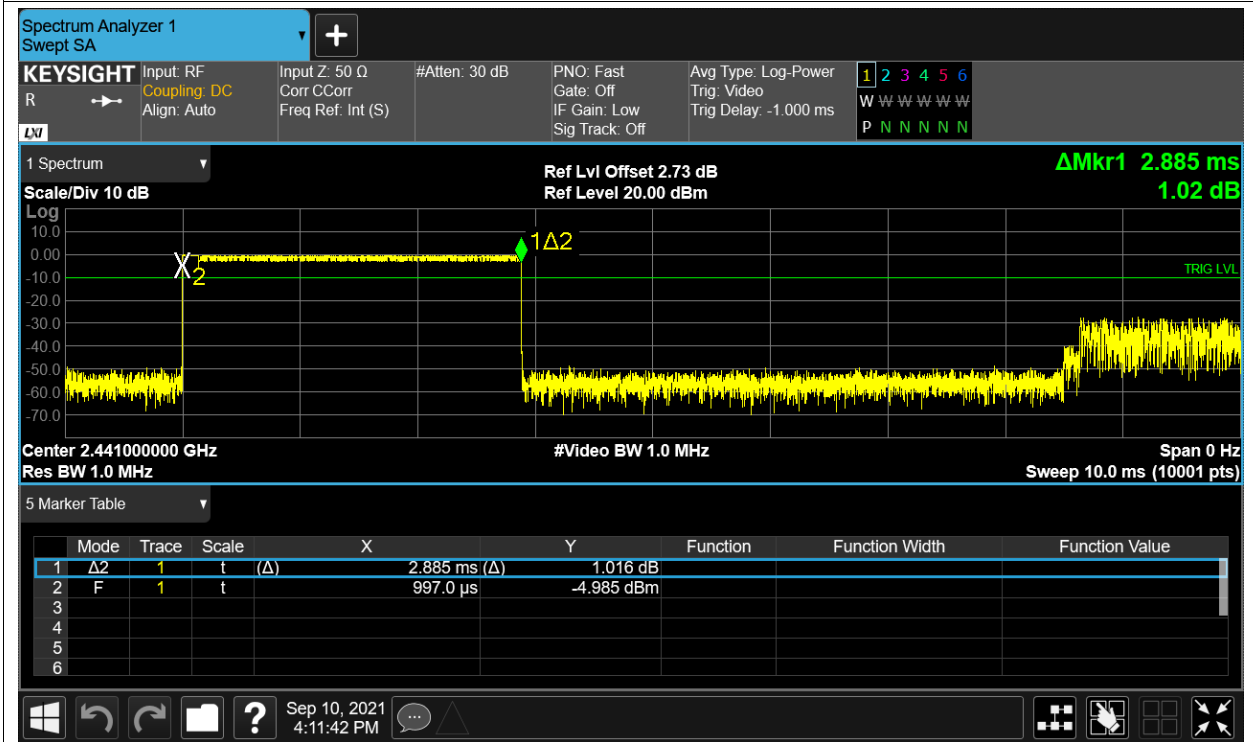 Spectrum Analyzer 1
Swept SA
+
KEYSIGHT
R
LXI
Input: RF
Coupling: DC
Align: Auto
Input Z: 50 Ω
Corr CCorr
Freq Ref: Int (S)
#Atten: 30 dB
PNO: Fast
Gate: Off
IF Gain: Low
Sig Track: Off
Avg Type: Log-Power
Trig: Video
Trig Delay: -1.000 ms
1 2 3 4 5 6
W W W W W W
P N N N N N
1 Spectrum
Scale/Div 10 dB
Ref Lvl Offset 2.73 dB
Ref Level 20.00 dBm
ΔMkr1 2.885 ms
1.02 dB
Log
10.0
0.00
-10.0
-20.0
-30.0
-40.0
-50.0
-60.0
-70.0
X2
1Δ2
TRIG LVL
Center 2.441000000 GHz
#Video BW 1.0 MHz
Span 0 Hz
Res BW 1.0 MHz
Sweep 10.0 ms (10001 pts)
5 Marker Table
Mode Trace Scale X Y Function Function Width Function Value
1 Δ2 1 t (Δ) 2.885 ms (Δ) 1.016 dB
2 F 1 t 997.0 µs -4.985 dBm
3
4
5
6
?
Sep 10, 2021
4:11:42 PM